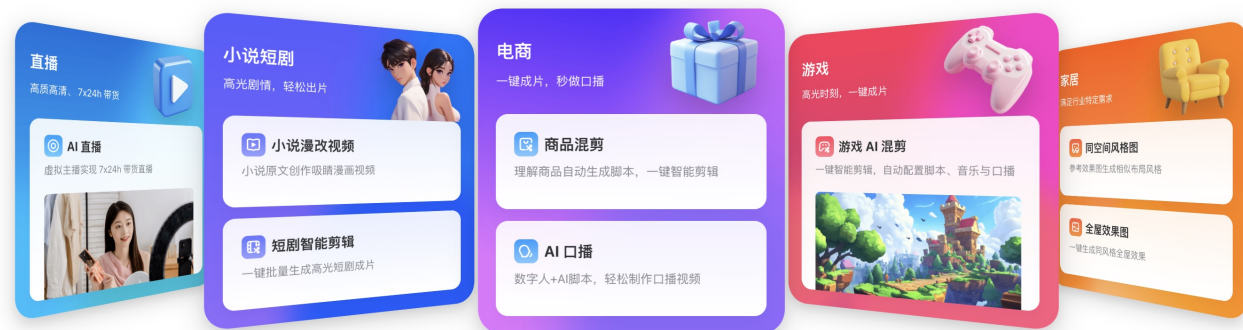 直播
高质高清、7x24h 带货
AI 直播
虚拟主播实现 7x24h 带货直播
小说短剧
高光剧情，轻松出片
小说漫改视频
小说原文创作吸睛漫画视频
短剧智能剪辑
一键批量生成高光短剧成片
电商
一键成片，秒做口播
商品混剪
理解商品自动生成脚本，一键智能剪辑
AI 口播
数字人+AI脚本，轻松制作口播视频
游戏
高光时刻，一键成片
游戏 AI 混剪
一键智能剪辑，自动配置脚本、音乐与口播
家居
满足行业特定需求
同空间风格图
参考效果图生成相似布局风格
全屋效果图
一键生成同风格全屋效果